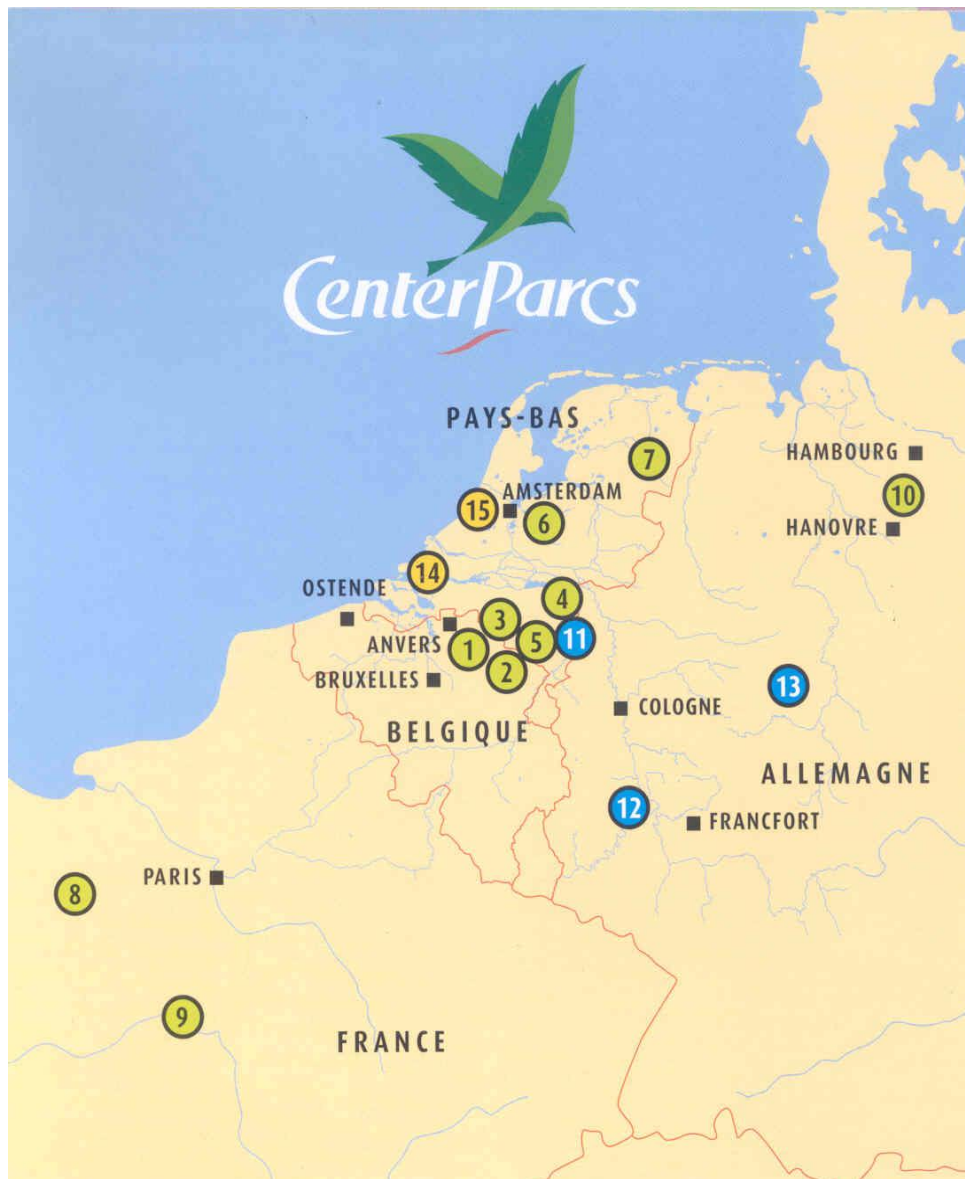 CenterParcs
PAYS-BAS
HAMBOURG
7
10
AMSTERDAM
15
6
HANOVRE
14
OSTENDE
4
3
11
ANVERS
1
5
2
BRUXELLES
13
COLOGNE
BELGIQUE
ALLEMAGNE
12
FRANCFORT
PARIS
8
9
FRANCE